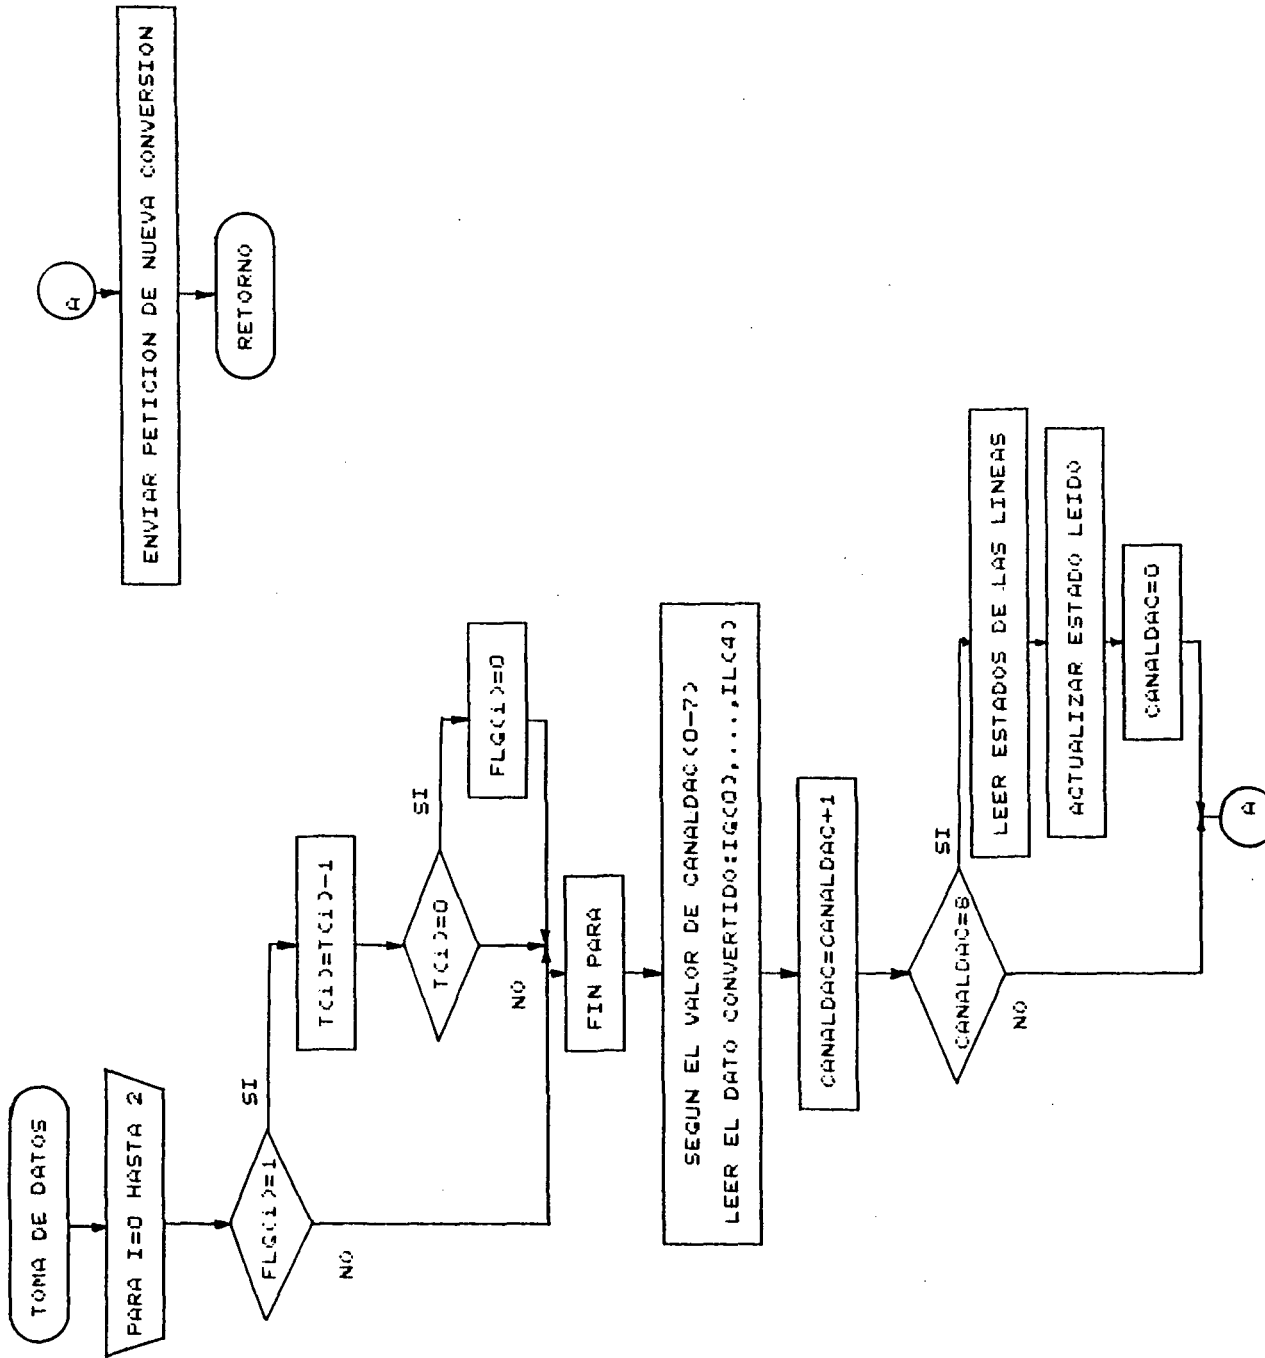 TOMA DE DATOS
PARA I=0 HASTA 2
FLG(i)=1
SI
NO
T(i)=T(i)-1
T(i)=0
SI
NO
FLG(i)=0
FIN PARA
SEGUN EL VALOR DE CANALDAC(0-7)
LEER EL DATO CONVERTIDO:IG(0),...,IL(4)
CANALDAC=CANALDAC+1
CANALDAC=8
SI
NO
LEER ESTADOS DE LAS LINEAS
ACTUALIZAR ESTADO LEIDO
CANALDAC=0
A
A
ENVIAR PETICION DE NUEVA CONVERSION
RETORNO